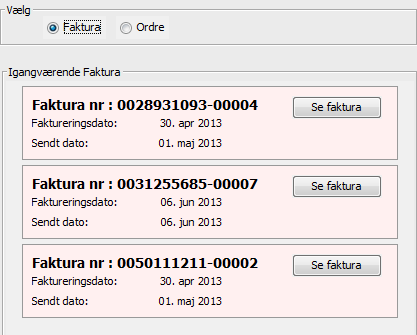 Vælg
Faktura Ordre
Igangværende Faktura
Faktura nr : 0028931093-00004 Se faktura
Faktureringsdato: 30. apr 2013
Sendt dato: 01. maj 2013
Faktura nr : 0031255685-00007 Se faktura
Faktureringsdato: 06. jun 2013
Sendt dato: 06. jun 2013
Faktura nr : 0050111211-00002 Se faktura
Faktureringsdato: 30. apr 2013
Sendt dato: 01. maj 2013